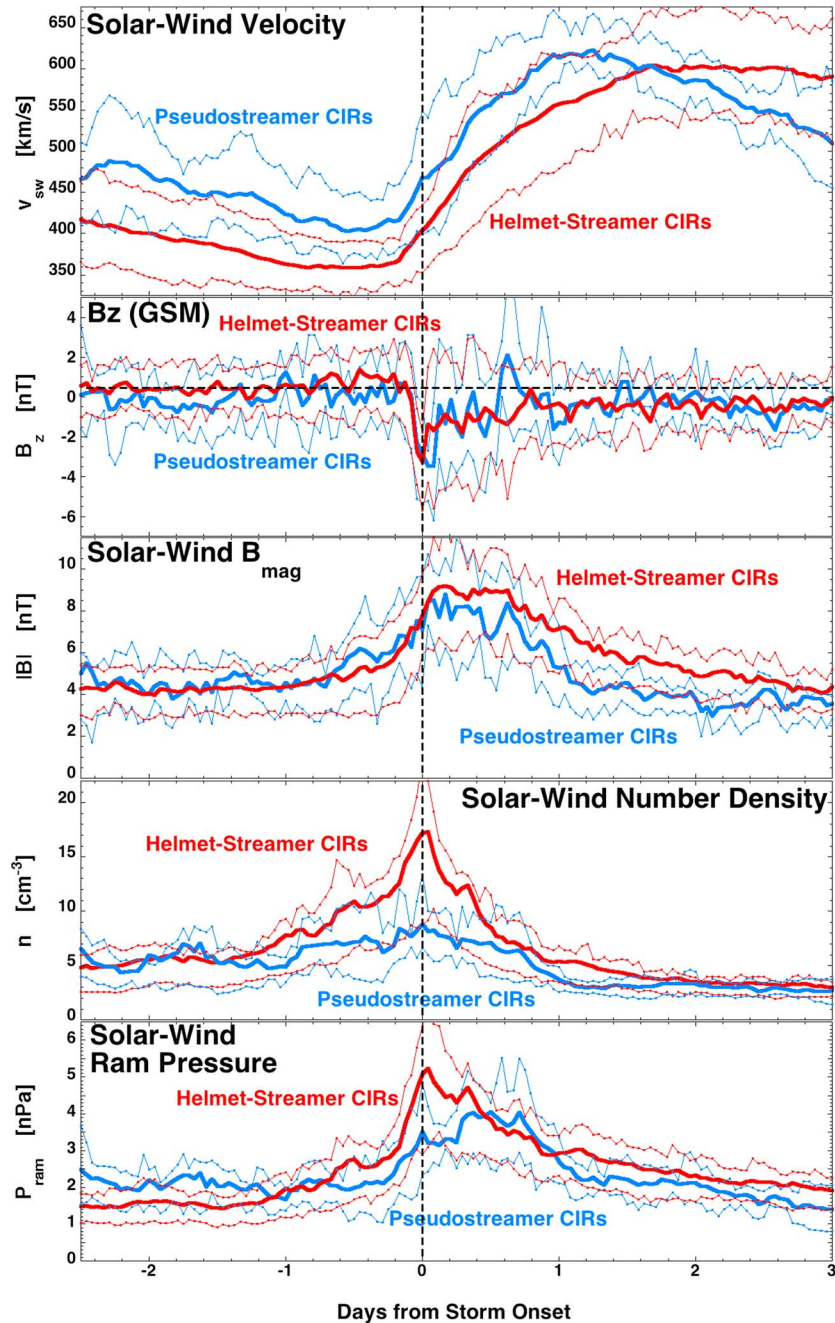 Solar-Wind Velocity
650
600
550
500
450
400
350
v_sw [km/s]
Pseudostreamer CIRs
Helmet-Streamer CIRs
Bz (GSM)
4
2
0
-2
-4
-6
B_z [nT]
Helmet-Streamer CIRs
Pseudostreamer CIRs
Solar-Wind B_mag
10
8
6
4
2
0
|B| [nT]
Helmet-Streamer CIRs
Pseudostreamer CIRs
Solar-Wind Number Density
20
15
10
5
0
n [cm⁻³]
Helmet-Streamer CIRs
Pseudostreamer CIRs
Solar-Wind
Ram Pressure
6
5
4
3
2
1
0
P_ram [nPa]
Helmet-Streamer CIRs
Pseudostreamer CIRs
-2 -1 0 1 2 3
Days from Storm Onset